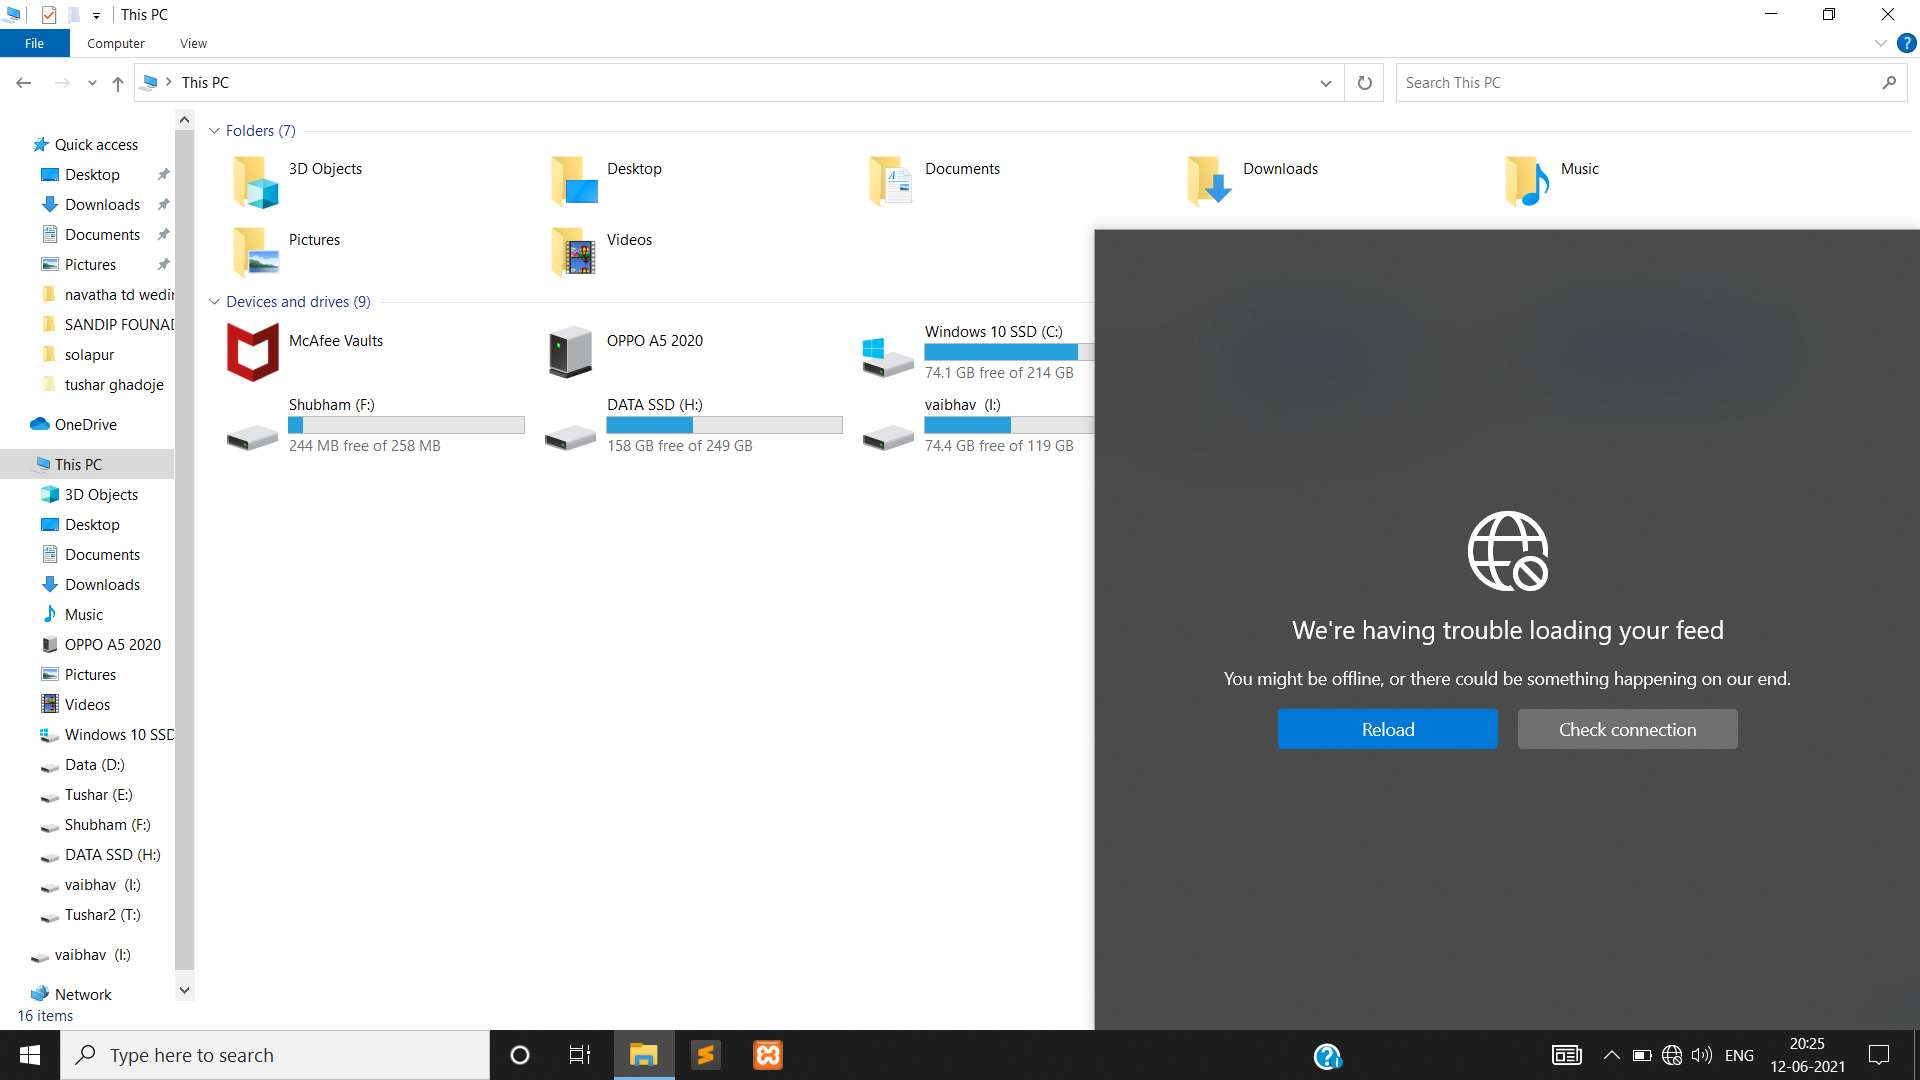 This PC
File
Computer
View
This PC
Search This PC
Quick access
Desktop
Downloads
Documents
Pictures
navatha td wedin
SANDIP FOUNAD
solapur
tushar ghadoje
OneDrive
This PC
3D Objects
Desktop
Documents
Downloads
Music
OPPO A5 2020
Pictures
Videos
Windows 10 SSD
Data (D:)
Tushar (E:)
Shubham (F:)
DATA SSD (H:)
vaibhav (I:)
Tushar2 (T:)
vaibhav (I:)
Network
16 items
Folders (7)
3D Objects
Desktop
Documents
Downloads
Music
Pictures
Videos
Devices and drives (9)
McAfee Vaults
OPPO A5 2020
Windows 10 SSD (C:)
74.1 GB free of 214 GB
Shubham (F:)
244 MB free of 258 MB
DATA SSD (H:)
158 GB free of 249 GB
vaibhav (I:)
74.4 GB free of 119 GB
We're having trouble loading your feed
You might be offline, or there could be something happening on our end.
Reload
Check connection
Type here to search
ENG
20:25
12-06-2021